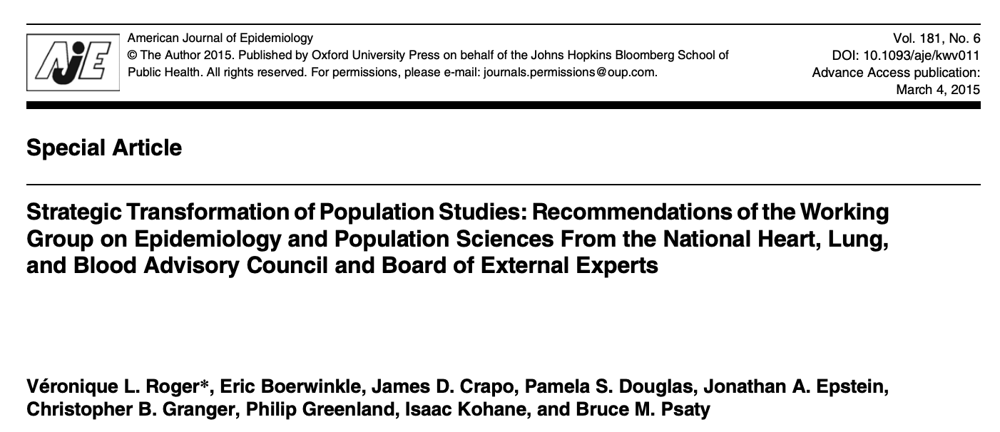 AJE
American Journal of Epidemiology
© The Author 2015. Published by Oxford University Press on behalf of the Johns Hopkins Bloomberg School of
Public Health. All rights reserved. For permissions, please e-mail: journals.permissions@oup.com.
Vol. 181, No. 6
DOI: 10.1093/aje/kwv011
Advance Access publication:
March 4, 2015
Special Article
Strategic Transformation of Population Studies: Recommendations of the Working
Group on Epidemiology and Population Sciences From the National Heart, Lung,
and Blood Advisory Council and Board of External Experts
Véronique L. Roger*, Eric Boerwinkle, James D. Crapo, Pamela S. Douglas, Jonathan A. Epstein,
Christopher B. Granger, Philip Greenland, Isaac Kohane, and Bruce M. Psaty